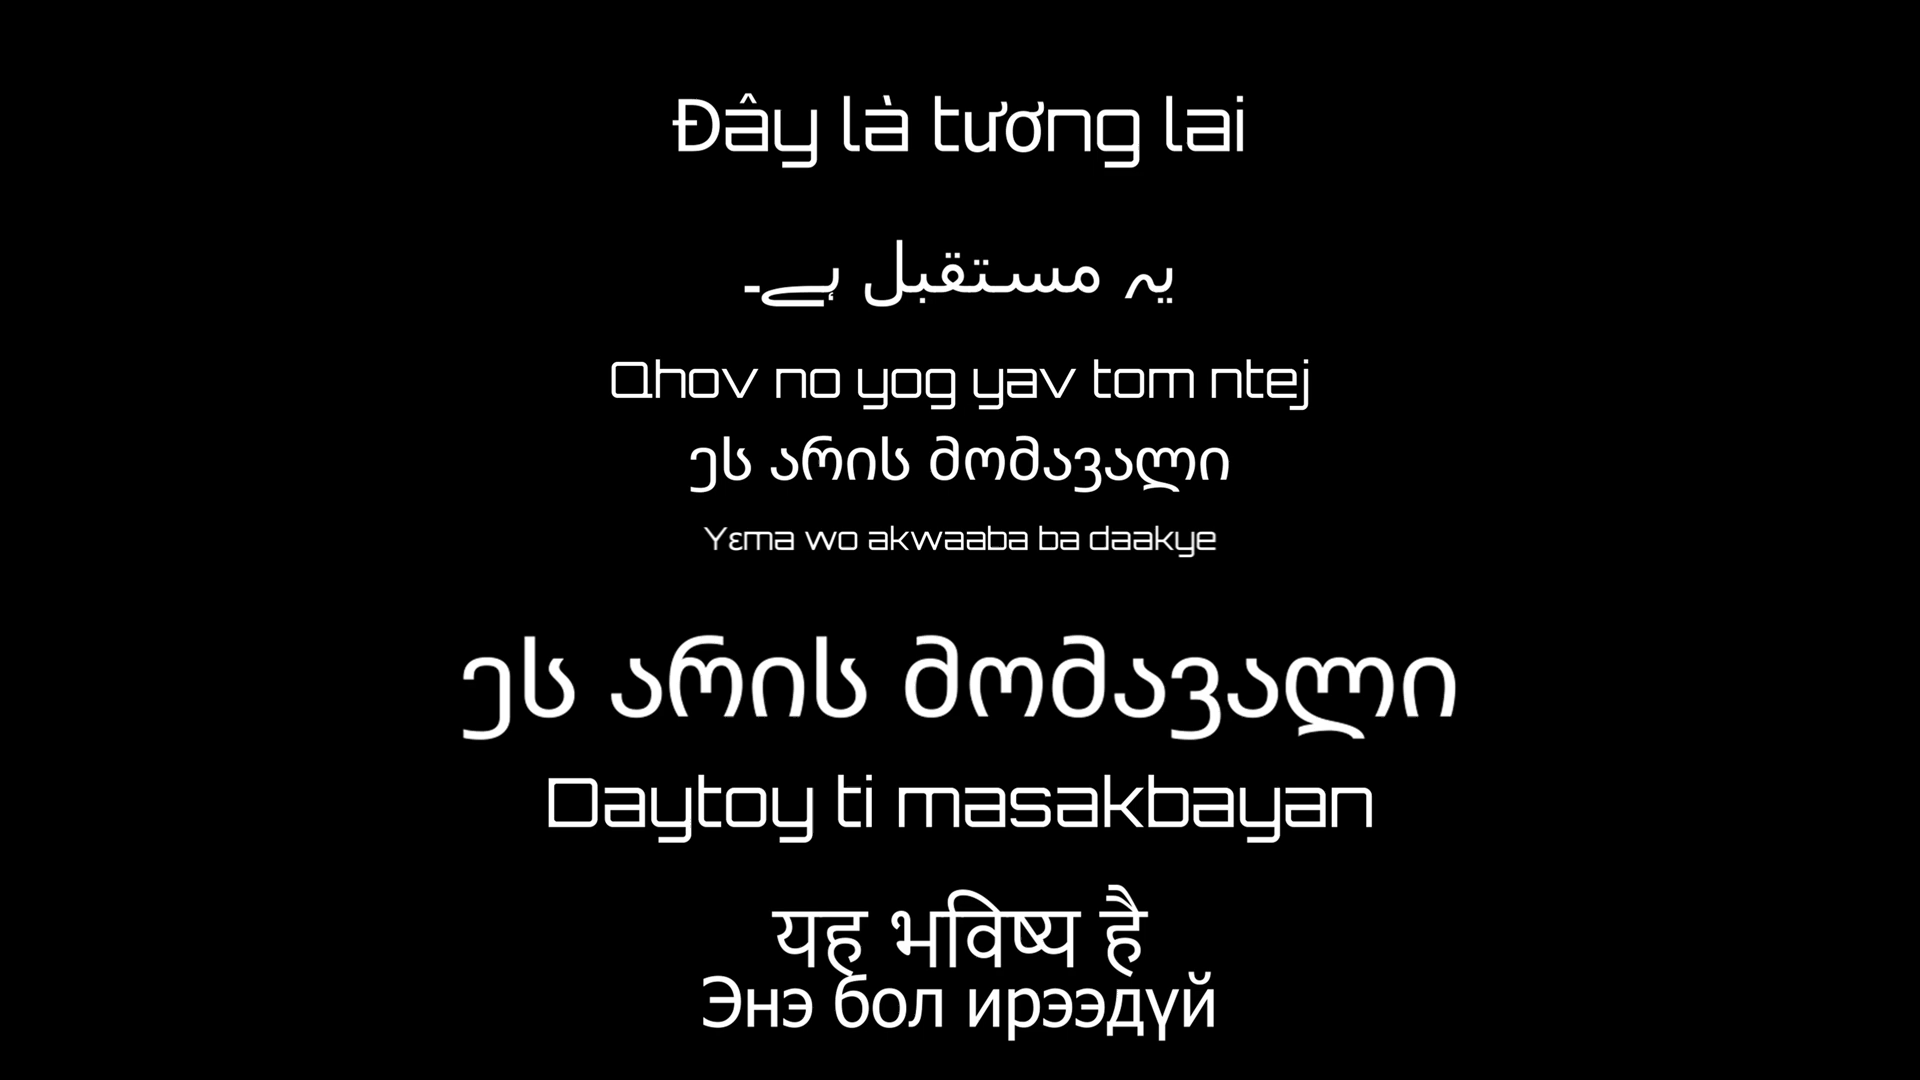 Đây là tương lai
یہ مستقبل ہے۔
Qhov no yog yav tom ntej
ეს არის მომავალი
Yɛma wo akwaaba ba daakye
ეს არის მომავალი
Daytoy ti masakbayan
यह भविष्य है
Энэ бол ирээдүй